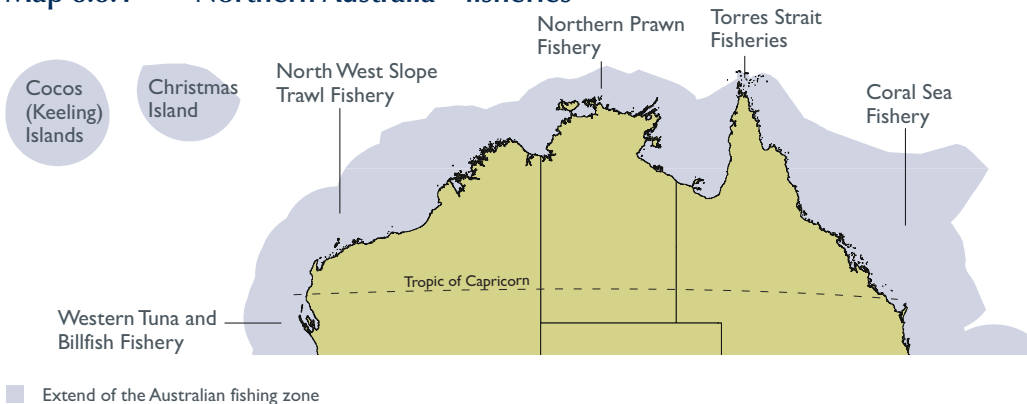 Northern Australia – fisheries
Northern Prawn
Fishery
Torres Strait
Fisheries
North West Slope
Trawl Fishery
Cocos
(Keeling)
Islands
Christmas
Island
Coral Sea
Fishery
Tropic of Capricorn
Western Tuna and
Billfish Fishery
Extend of the Australian fishing zone